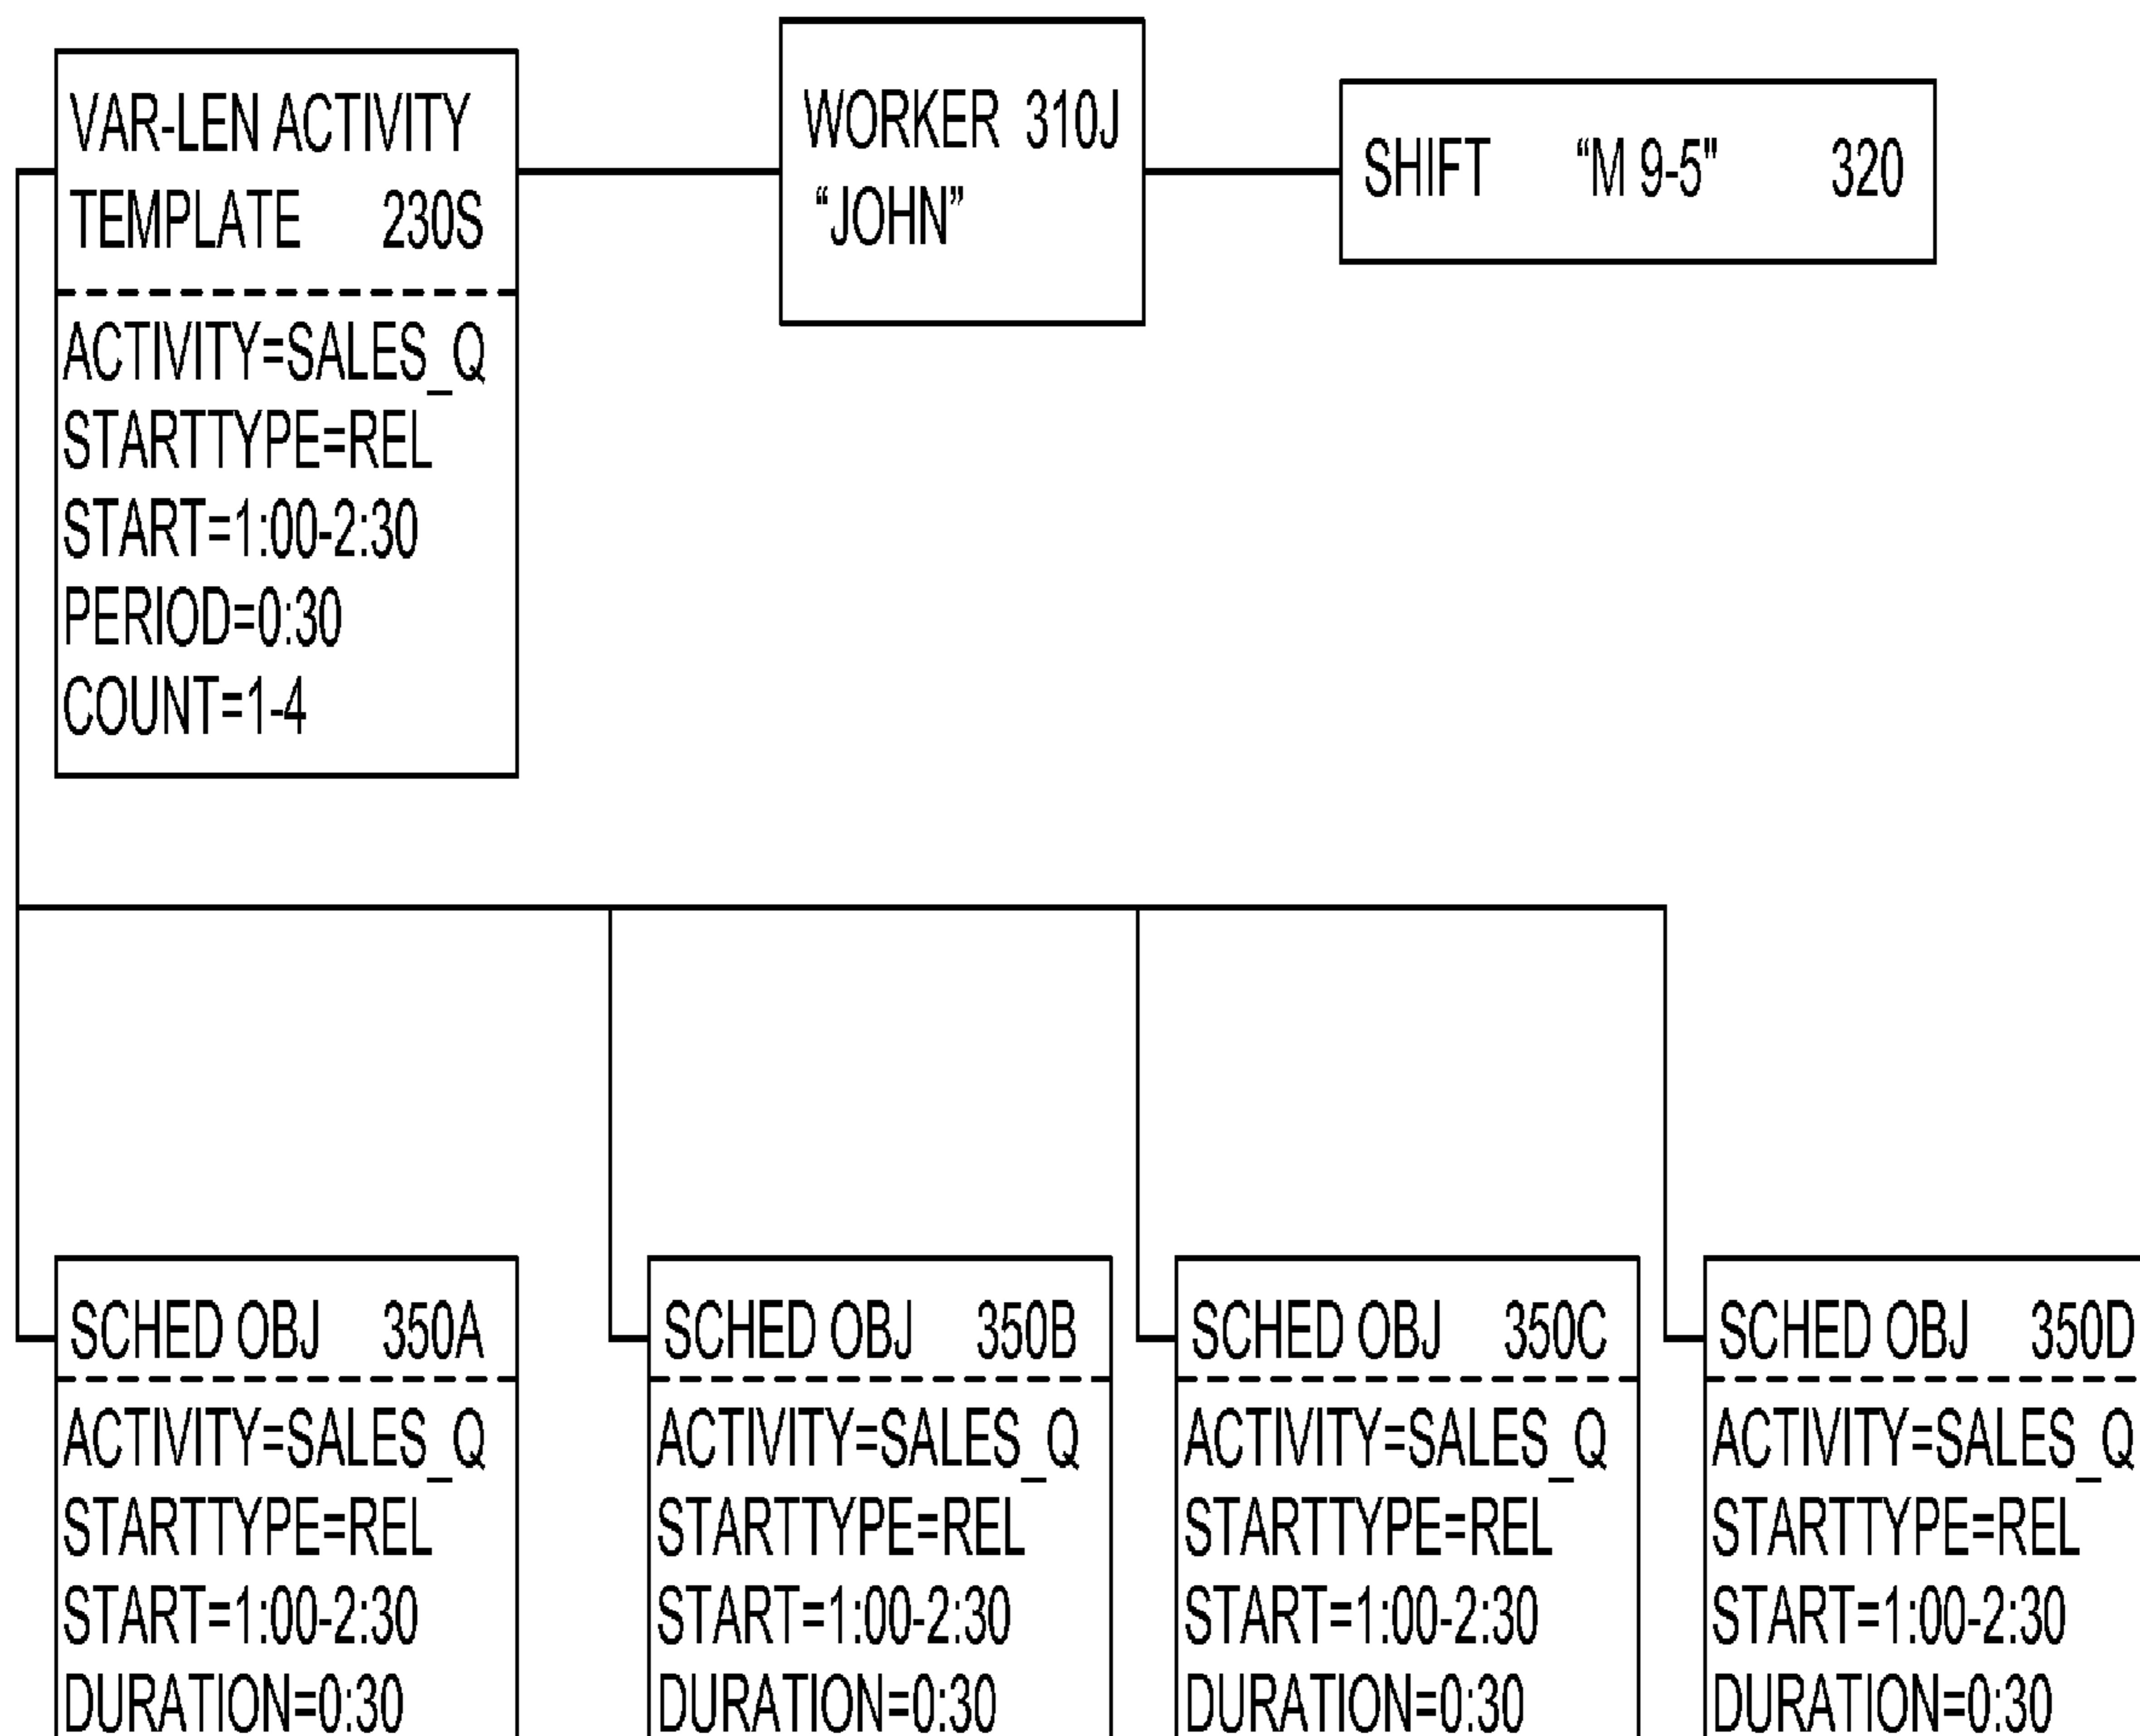 VAR-LEN ACTIVITY
TEMPLATE 230S
ACTIVITY=SALES_Q
STARTTYPE=REL
START=1:00-2:30
PERIOD=0:30
COUNT=1-4
WORKER 310J
“JOHN”
SHIFT “M 9-5" 320
SCHED OBJ 350A
ACTIVITY=SALES_Q
STARTTYPE=REL
START=1:00-2:30
DURATION=0:30
SCHED OBJ 350B
ACTIVITY=SALES_Q
STARTTYPE=REL
START=1:00-2:30
DURATION=0:30
SCHED OBJ 350C
ACTIVITY=SALES_Q
STARTTYPE=REL
START=1:00-2:30
DURATION=0:30
SCHED OBJ 350D
ACTIVITY=SALES_Q
STARTTYPE=REL
START=1:00-2:30
DURATION=0:30